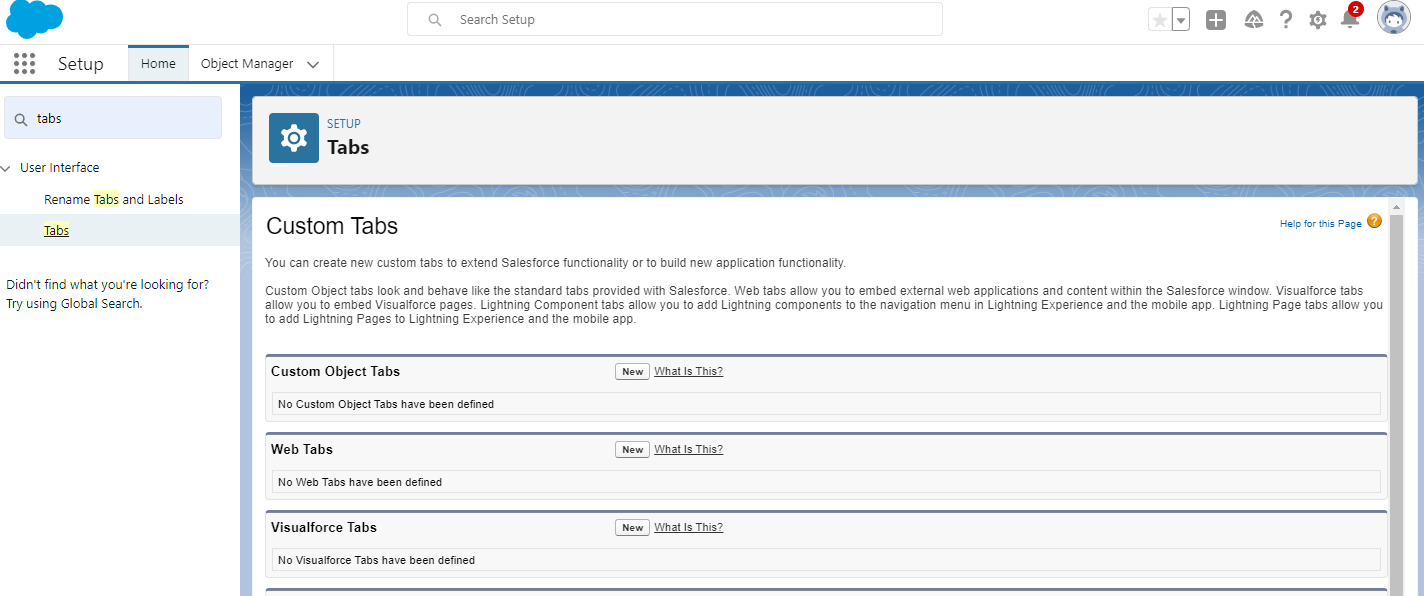 Search Setup
2
Setup
Home
Object Manager
tabs
User Interface
Rename Tabs and Labels
Tabs
Didn't find what you're looking for?
Try using Global Search.
SETUP
Tabs
Custom Tabs
Help for this Page ?
You can create new custom tabs to extend Salesforce functionality or to build new application functionality.
Custom Object tabs look and behave like the standard tabs provided with Salesforce. Web tabs allow you to embed external web applications and content within the Salesforce window. Visualforce tabs
allow you to embed Visualforce pages. Lightning Component tabs allow you to add Lightning components to the navigation menu in Lightning Experience and the mobile app. Lightning Page tabs allow you
to add Lightning Pages to Lightning Experience and the mobile app.
Custom Object Tabs New What Is This?
No Custom Object Tabs have been defined
Web Tabs New What Is This?
No Web Tabs have been defined
Visualforce Tabs New What Is This?
No Visualforce Tabs have been defined